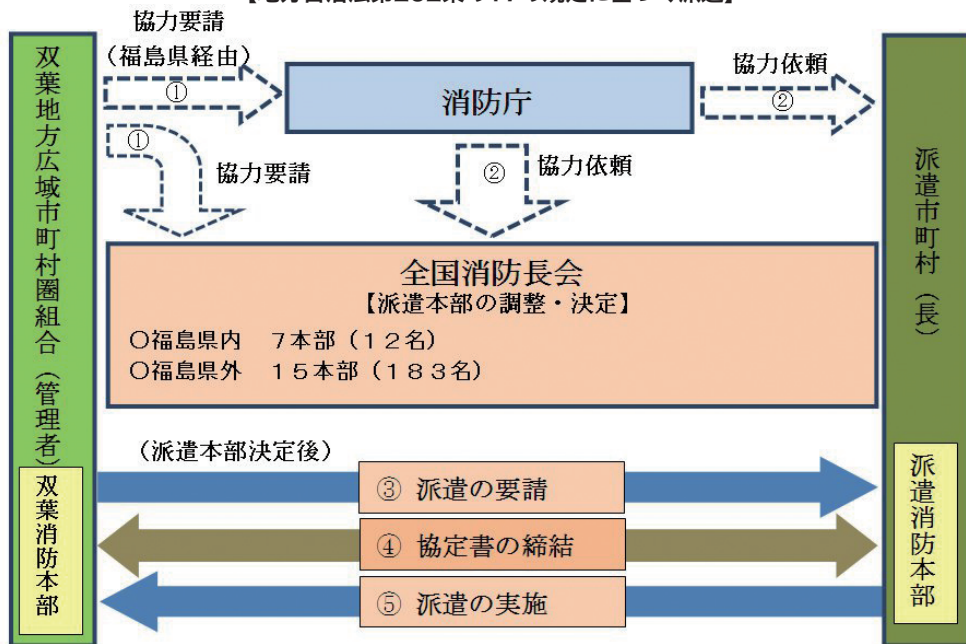 協力要請
（福島県経由）
①
消防庁
協力依頼
②
①
協力要請
②
協力依頼
双葉地方広域市町村圏組合（管理者）
双葉消防本部
派遣市町村（長）
派遣消防本部
全国消防長会
【派遣本部の調整・決定】
○福島県内　７本部（１２名）
○福島県外　１５本部（１８３名）
（派遣本部決定後）
③ 派遣の要請
④ 協定書の締結
⑤ 派遣の実施